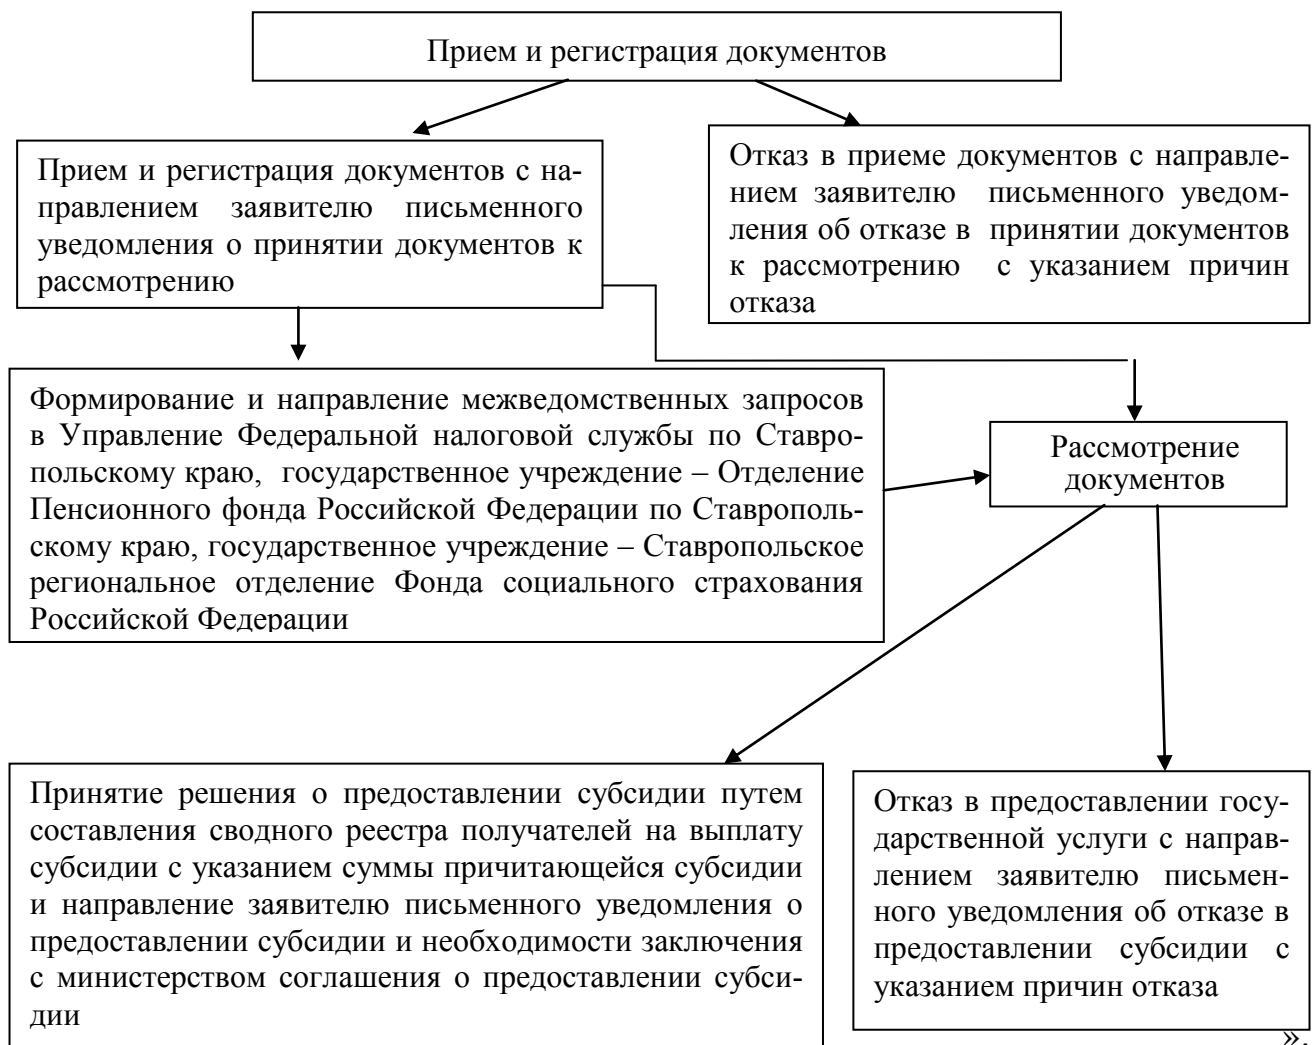 Прием и регистрация документов
Прием и регистрация документов с на-
правлением заявителю письменного
уведомления о принятии документов к
рассмотрению
Отказ в приеме документов с направле-
нием заявителю письменного уведом-
ления об отказе в принятии документов
к рассмотрению с указанием причин
отказа
Формирование и направление межведомственных запросов
в Управление Федеральной налоговой службы по Ставро-
польскому краю, государственное учреждение – Отделение
Пенсионного фонда Российской Федерации по Ставрополь-
скому краю, государственное учреждение – Ставропольское
региональное отделение Фонда социального страхования
Российской Федерации
Рассмотрение
документов
Принятие решения о предоставлении субсидии путем
составления сводного реестра получателей на выплату
субсидии с указанием суммы причитающейся субсидии
и направление заявителю письменного уведомления о
предоставлении субсидии и необходимости заключения
с министерством соглашения о предоставлении субси-
дии
Отказ в предоставлении госу-
дарственной услуги с направ-
лением заявителю письмен-
ного уведомления об отказе в
предоставлении субсидии с
указанием причин отказа
».